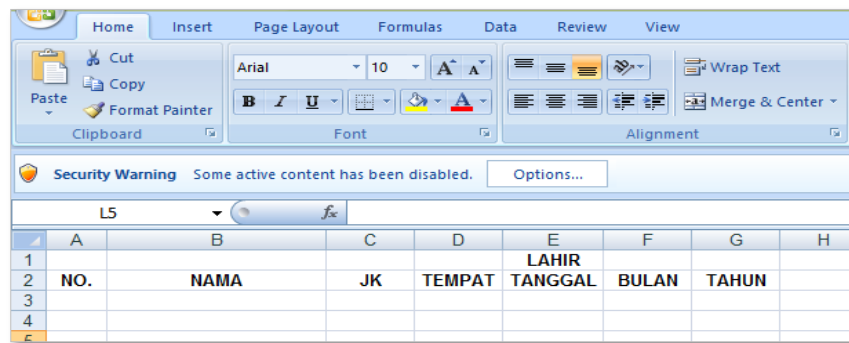 Home Insert Page Layout Formulas Data Review View
Cut
Arial 10 A A Wrap Text
Copy
Paste
Format Painter B I U A Merge & Center
Clipboard Font Alignment
Security Warning Some active content has been disabled. Options...
L5 fx
A B C D E F G H
1 LAHIR
2 NO. NAMA JK TEMPAT TANGGAL BULAN TAHUN
3
4
5